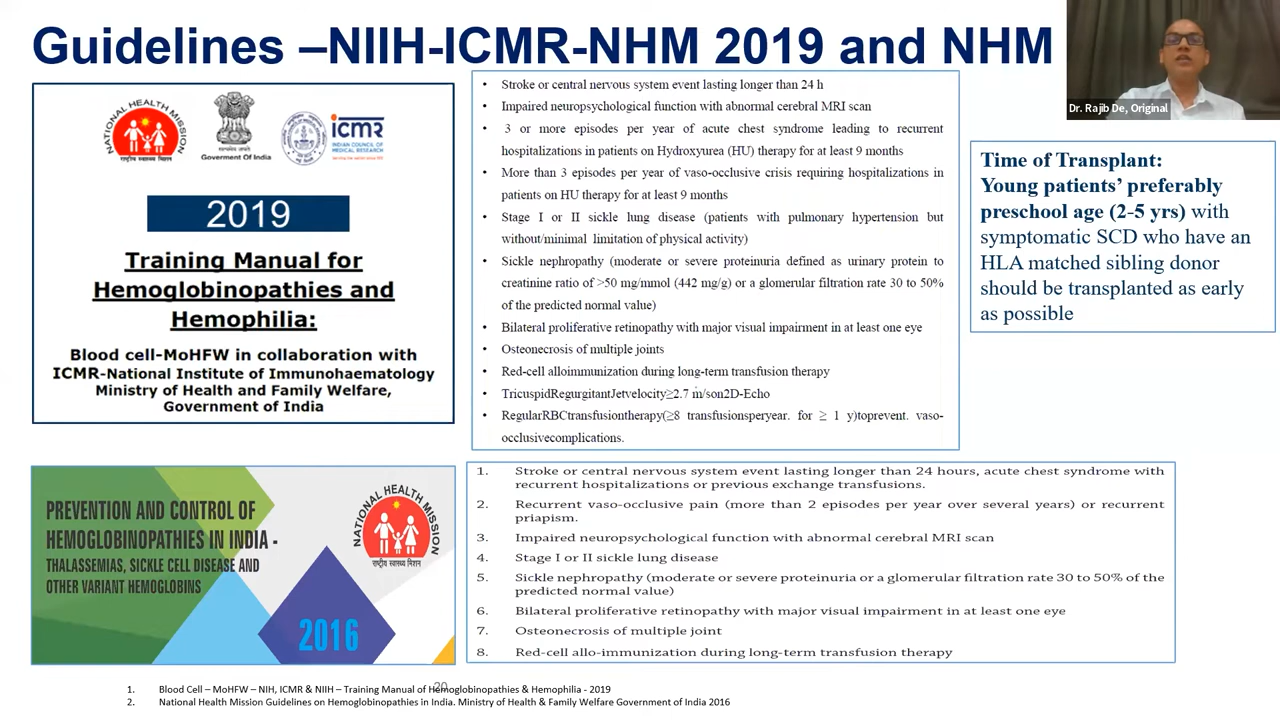 Guidelines –NIIH-ICMR-NHM 2019 and NHM
Dr. Rajib De, Original
NATIONAL HEALTH MISSION
राष्ट्रीय स्वास्थ्य मिशन
Government Of India
icmr
INDIAN COUNCIL OF
MEDICAL RESEARCH
2019
Training Manual for
Hemoglobinopathies and
Hemophilia:
Blood cell-MoHFW in collaboration with
ICMR-National Institute of Immunohaematology
Ministry of Health and Family Welfare,
Government of India
• Stroke or central nervous system event lasting longer than 24 h
• Impaired neuropsychological function with abnormal cerebral MRI scan
• 3 or more episodes per year of acute chest syndrome leading to recurrent
hospitalizations in patients on Hydroxyurea (HU) therapy for at least 9 months
• More than 3 episodes per year of vaso-occlusive crisis requiring hospitalizations in
patients on HU therapy for at least 9 months
• Stage I or II sickle lung disease (patients with pulmonary hypertension but
without/minimal limitation of physical activity)
• Sickle nephropathy (moderate or severe proteinuria defined as urinary protein to
creatinine ratio of >50 mg/mmol (442 mg/g) or a glomerular filtration rate 30 to 50%
of the predicted normal value)
• Bilateral proliferative retinopathy with major visual impairment in at least one eye
• Osteonecrosis of multiple joints
• Red-cell alloimmunization during long-term transfusion therapy
• TricuspidRegurgitantJetvelocity≥2.7 m/son2D-Echo
• RegularRBCtransfusiontherapy(≥8 transfusionsperyear. for ≥ 1 y)toprevent. vaso-
occlusivecomplications.
Time of Transplant:
Young patients' preferably
preschool age (2-5 yrs) with
symptomatic SCD who have an
HLA matched sibling donor
should be transplanted as early
as possible
PREVENTION AND CONTROL OF
HEMOGLOBINOPATHIES IN INDIA -
THALASSEMIAS, SICKLE CELL DISEASE AND
OTHER VARIANT HEMOGLOBINS
NATIONAL HEALTH MISSION
राष्ट्रीय स्वास्थ्य मिशन
2016
1. Stroke or central nervous system event lasting longer than 24 hours, acute chest syndrome with
recurrent hospitalizations or previous exchange transfusions.
2. Recurrent vaso-occlusive pain (more than 2 episodes per year over several years) or recurrent
priapism.
3. Impaired neuropsychological function with abnormal cerebral MRI scan
4. Stage I or II sickle lung disease
5. Sickle nephropathy (moderate or severe proteinuria or a glomerular filtration rate 30 to 50% of the
predicted normal value)
6. Bilateral proliferative retinopathy with major visual impairment in at least one eye
7. Osteonecrosis of multiple joint
8. Red-cell allo-immunization during long-term transfusion therapy
20
1. Blood Cell – MoHFW – NIH, ICMR & NIIH – Training Manual of Hemoglobinopathies & Hemophilia - 2019
2. National Health Mission Guidelines on Hemoglobinopathies in India. Ministry of Health & Family Welfare Government of India 2016